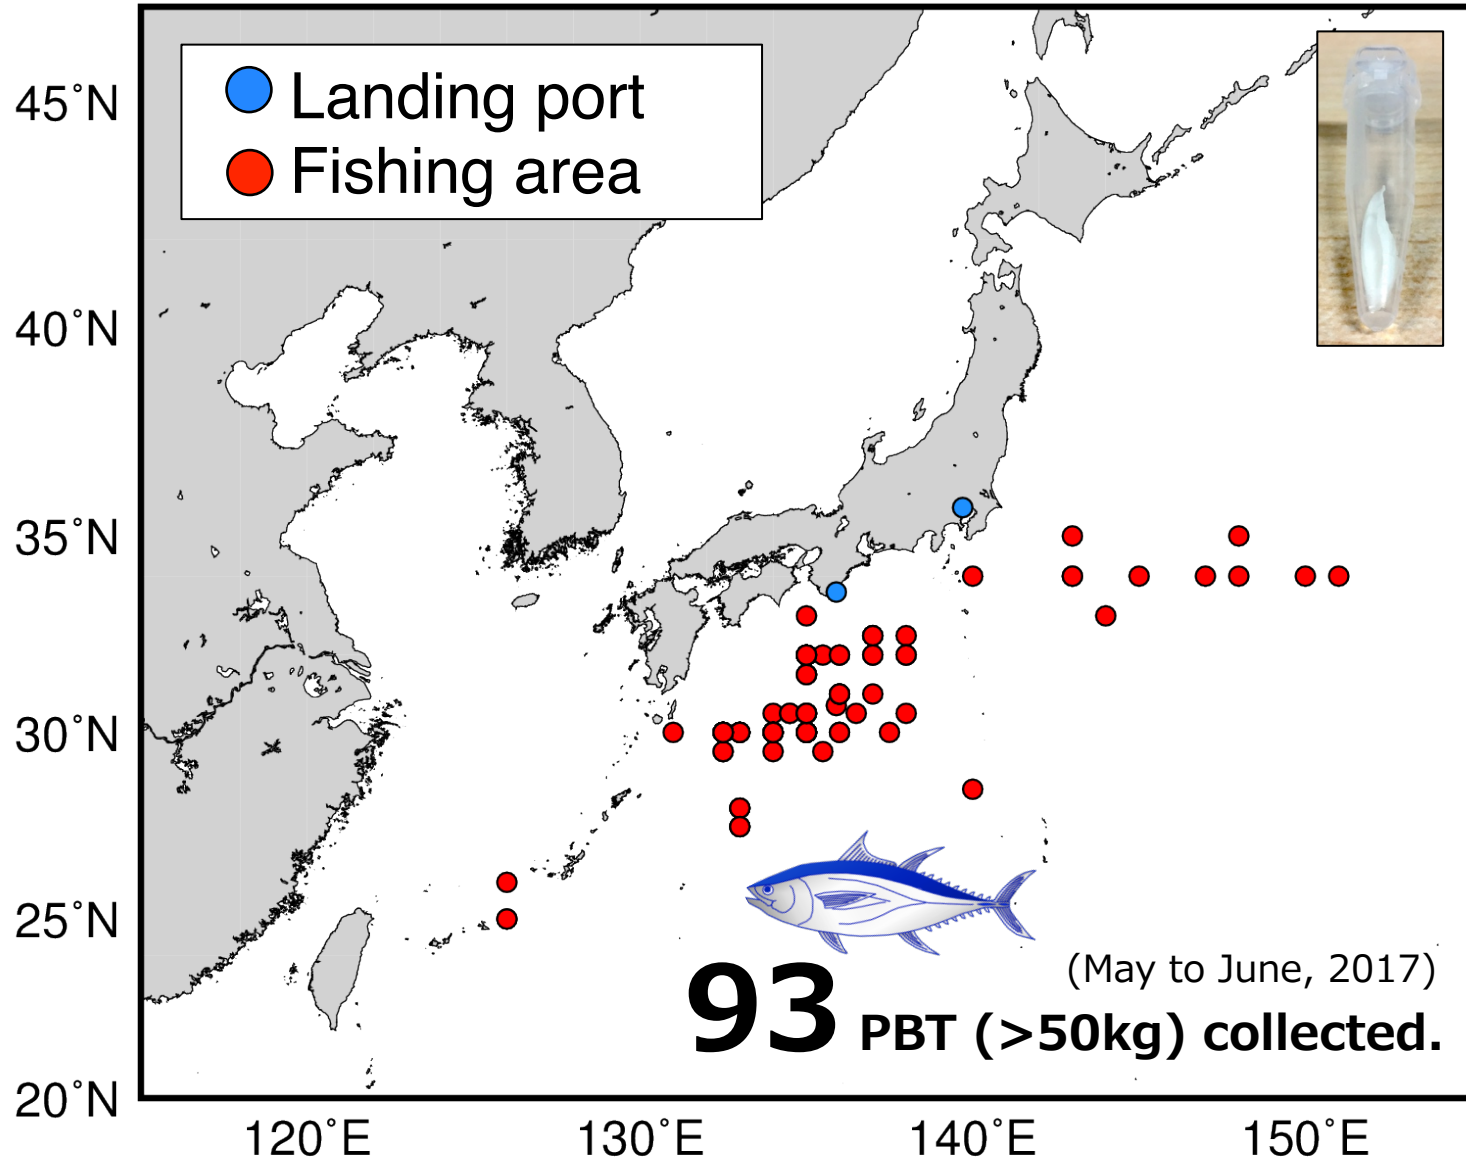 Landing port
Fishing area
45°N
40°N
35°N
30°N
25°N
20°N
(May to June, 2017)
93 PBT (>50kg) collected.
120°E
130°E
140°E
150°E